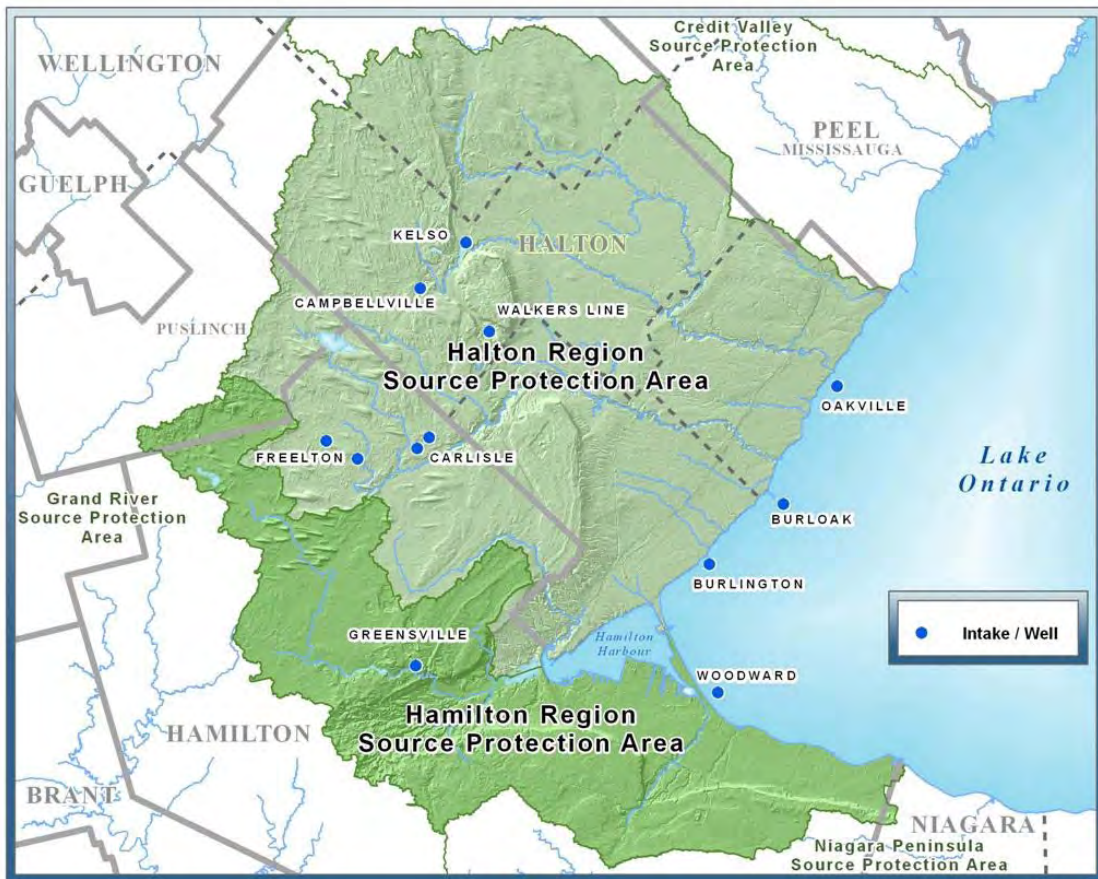 Credit Valley
Source Protection
Area
WELLINGTON
PEEL
MISSISSAUGA
GUELPH
KELSO
HALTON
CAMPBELLVILLE
WALKERS LINE
PUSLINCH
Halton Region
Source Protection Area
OAKVILLE
FREELTON
CARLISLE
Lake
Ontario
Grand River
Source Protection
Area
BURLOAK
BURLINGTON
Intake / Well
GREENSVILLE
Hamilton
Harbour
WOODWARD
Hamilton Region
Source Protection Area
HAMILTON
BRANT
NIAGARA
Niagara Peninsula
Source Protection Area